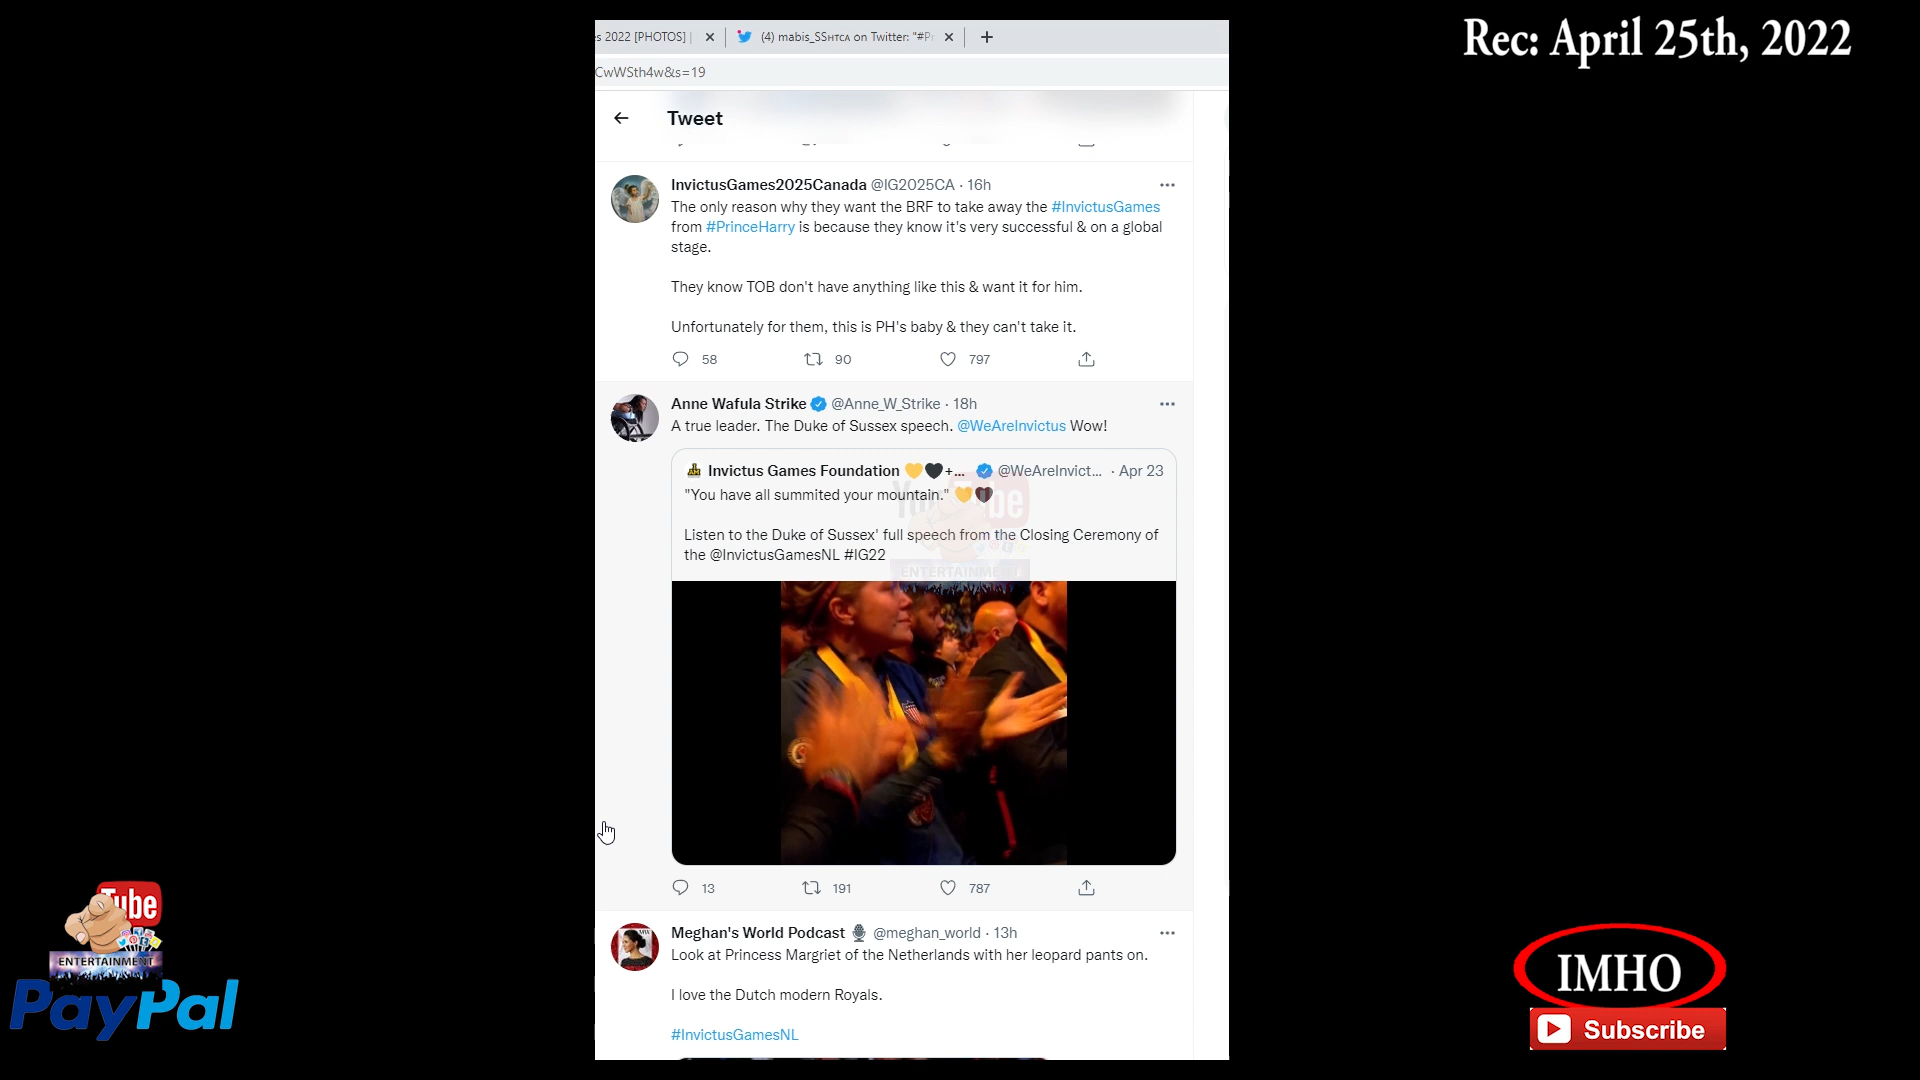 Rec: April 25th, 2022
s 2022 [PHOTOS] |
(4) mabis_SSHTCA on Twitter: "#Pr
CwWSth4w&s=19
Tweet
InvictusGames2025Canada @IG2025CA · 16h
The only reason why they want the BRF to take away the #InvictusGames
from #PrinceHarry is because they know it's very successful & on a global
stage.
They know TOB don't have anything like this & want it for him.
Unfortunately for them, this is PH's baby & they can't take it.
58 90 797
Anne Wafula Strike @Anne_W_Strike · 18h
A true leader. The Duke of Sussex speech. @WeAreInvictus Wow!
Invictus Games Foundation 💛🖤+... @WeAreInvict... · Apr 23
"You have all summited your mountain." 💛🖤
Listen to the Duke of Sussex' full speech from the Closing Ceremony of
the @InvictusGamesNL #IG22
YouTube
ENTERTAINMENT
13 191 787
Meghan's World Podcast @meghan_world · 13h
Look at Princess Margriet of the Netherlands with her leopard pants on.
I love the Dutch modern Royals.
#InvictusGamesNL
Tube
ENTERTAINMENT
PayPal
IMHO
Subscribe